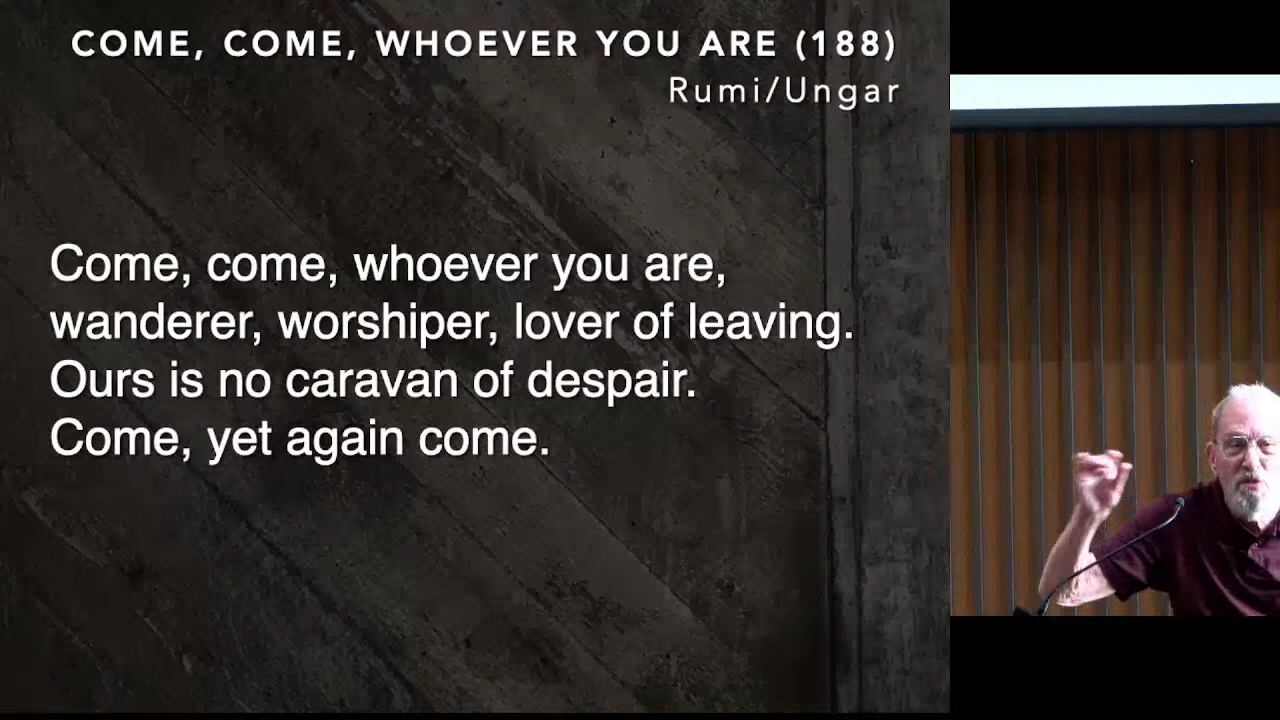 COME, COME, WHOEVER YOU ARE (188)
Rumi/Ungar
Come, come, whoever you are,
wanderer, worshiper, lover of leaving.
Ours is no caravan of despair.
Come, yet again come.